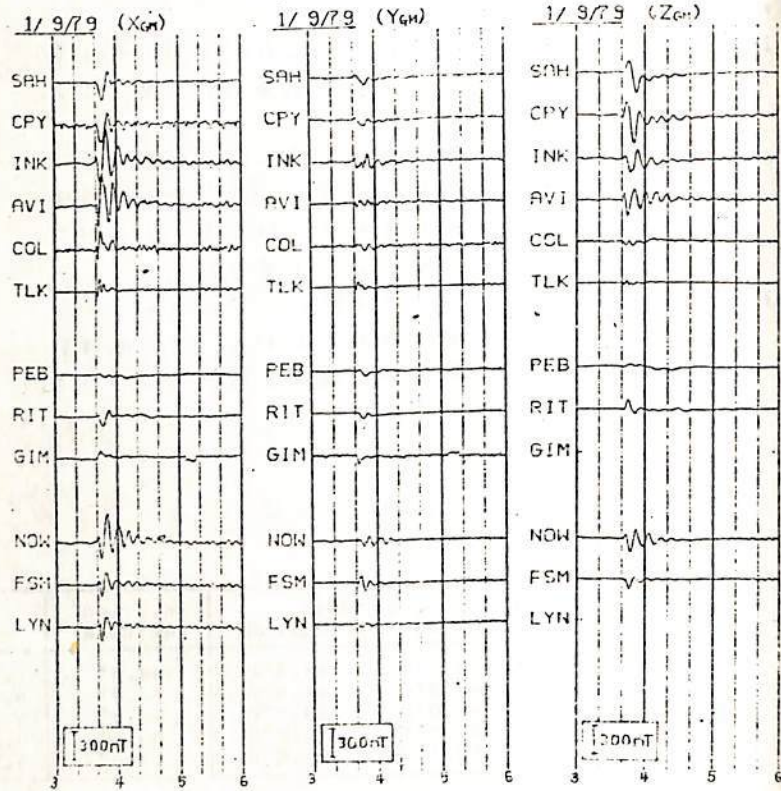 1/ 9/79 (XGM)
SAH
CPY
INK
AVI
COL
TLK
PEB
RIT
GIM
NOW
FSM
LYN
300nT
3 4 5 6
1/ 9/79 (YGM)
SAH
CPY
INK
AVI
COL
TLK
PEB
RIT
GIM
NOW
FSM
LYN
300nT
3 4 5 6
1/ 9/79 (ZGM)
SAH
CPY
INK
AVI
COL
TLK
PEB
RIT
GIM
NOW
FSM
LYN
300nT
3 4 5 6